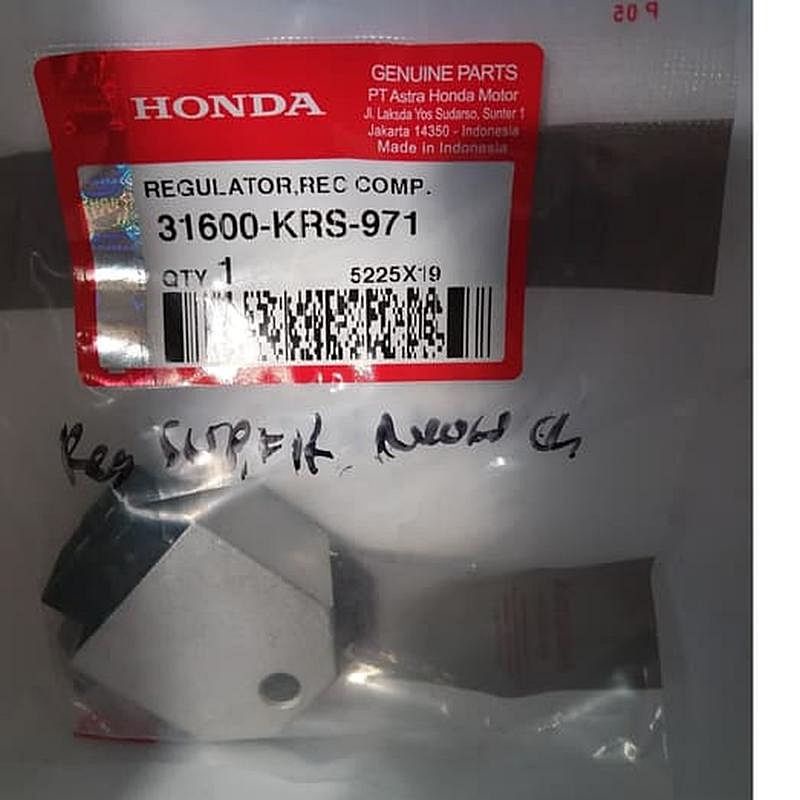 P 05
HONDA
GENUINE PARTS
PT Astra Honda Motor
Jl. Laksda Yos Sudarso, Sunter 1
Jakarta 14350 - Indonesia
Made in Indonesia
REGULATOR,REC COMP.
31600-KRS-971
QTY 1 5225X19
Reg